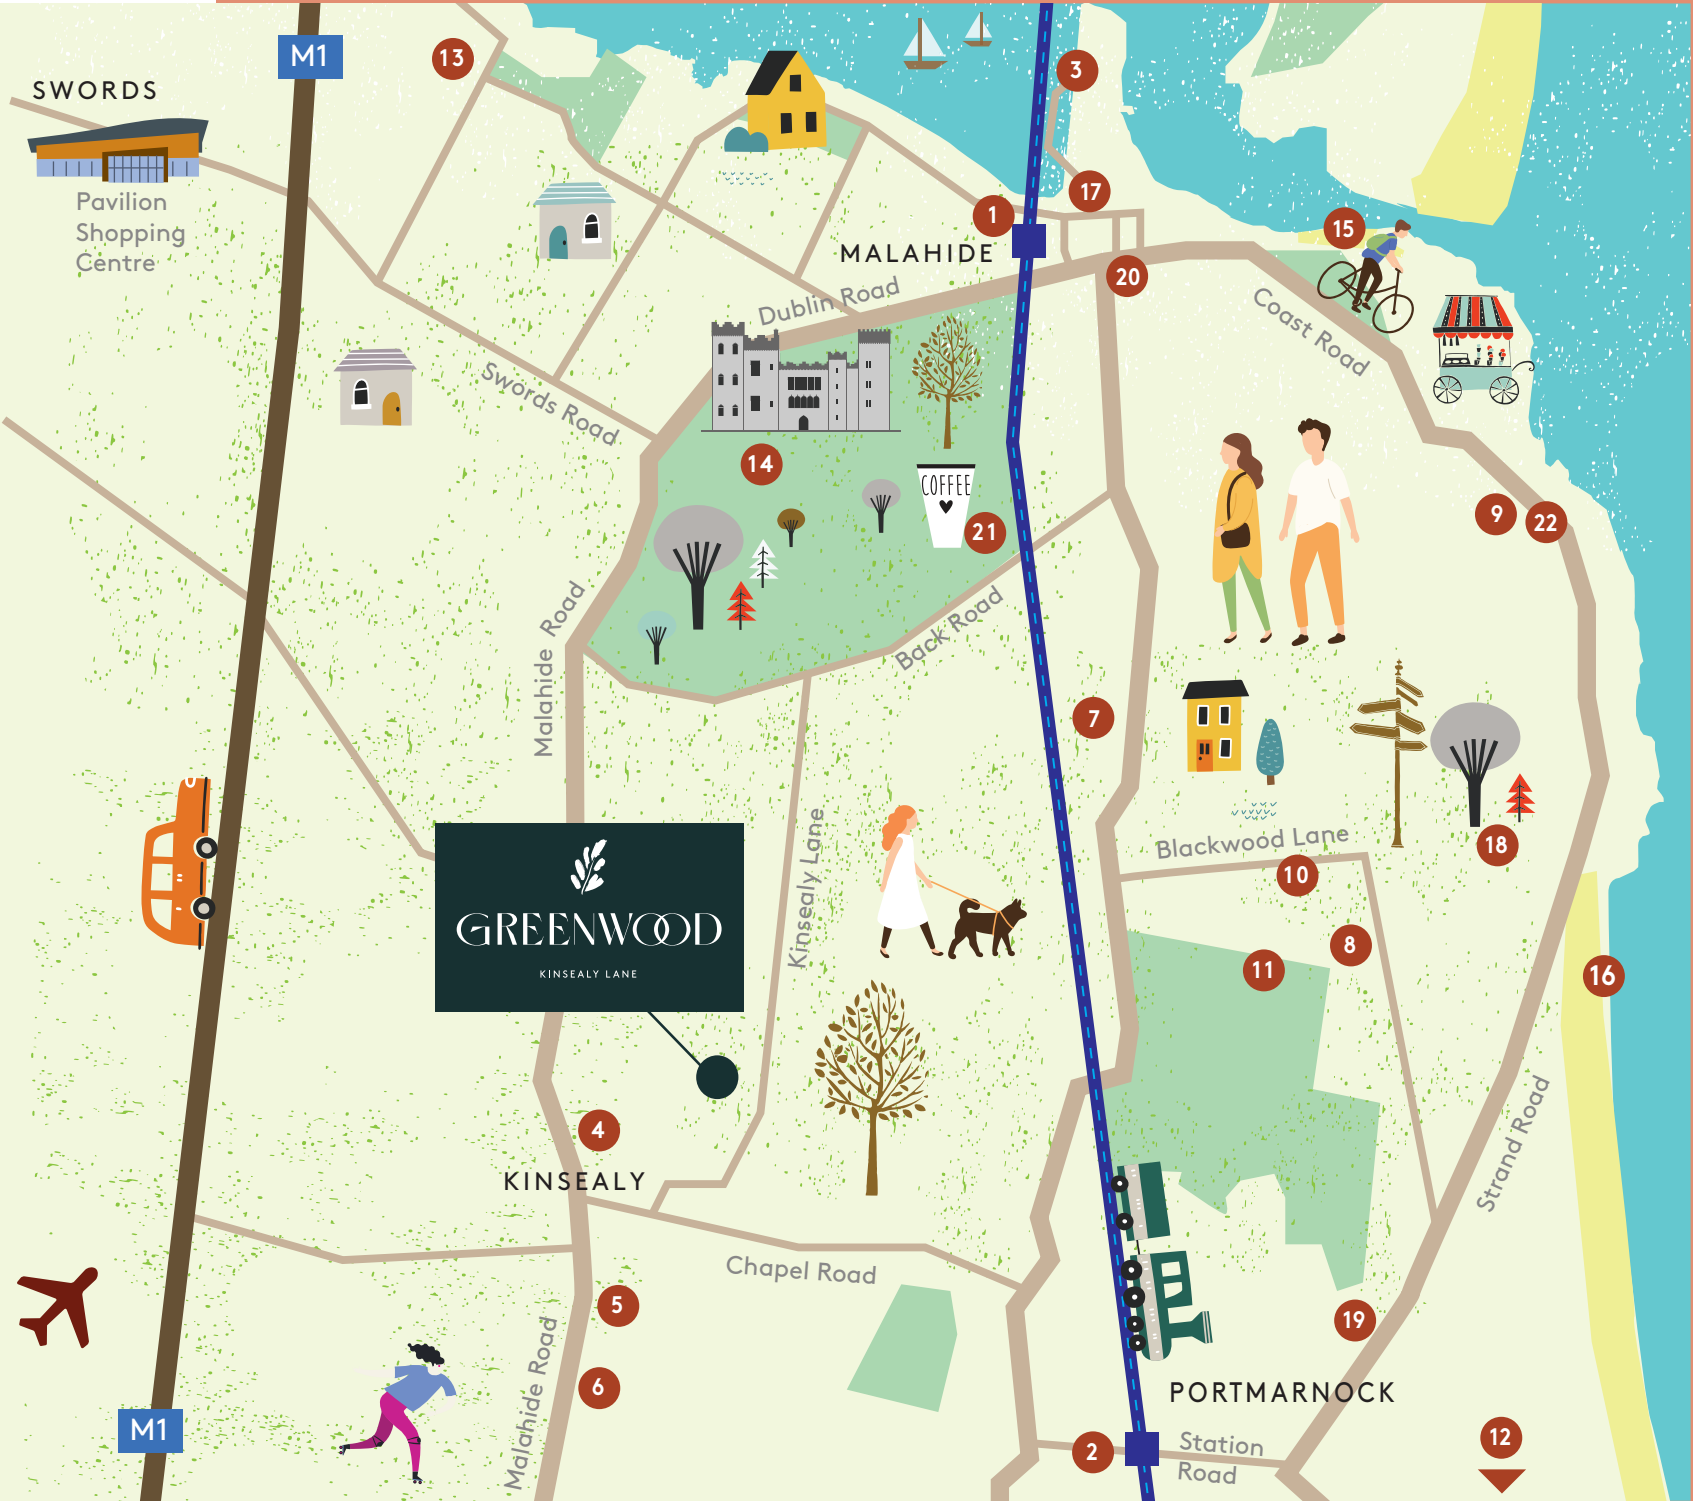 M1
13
3
SWORDS
Pavilion
Shopping
Centre
17
1
15
MALAHIDE
20
Dublin Road
Coast Road
Swords Road
14
COFFEE
21
9
22
Malahide Road
Back Road
7
Blackwood Lane
18
10
Kinsealy Lane
GREENWOOD
KINSEALY LANE
8
11
16
4
KINSEALY
Strand Road
Chapel Road
5
19
6
Malahide Road
PORTMARNOCK
M1
2
Station
Road
12